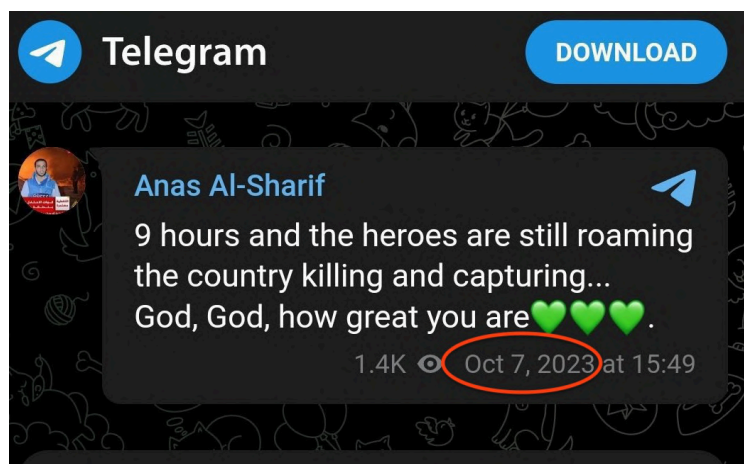 Telegram
DOWNLOAD
Anas Al-Sharif
9 hours and the heroes are still roaming
the country killing and capturing...
God, God, how great you are💚💚💚.
1.4K Oct 7, 2023 at 15:49